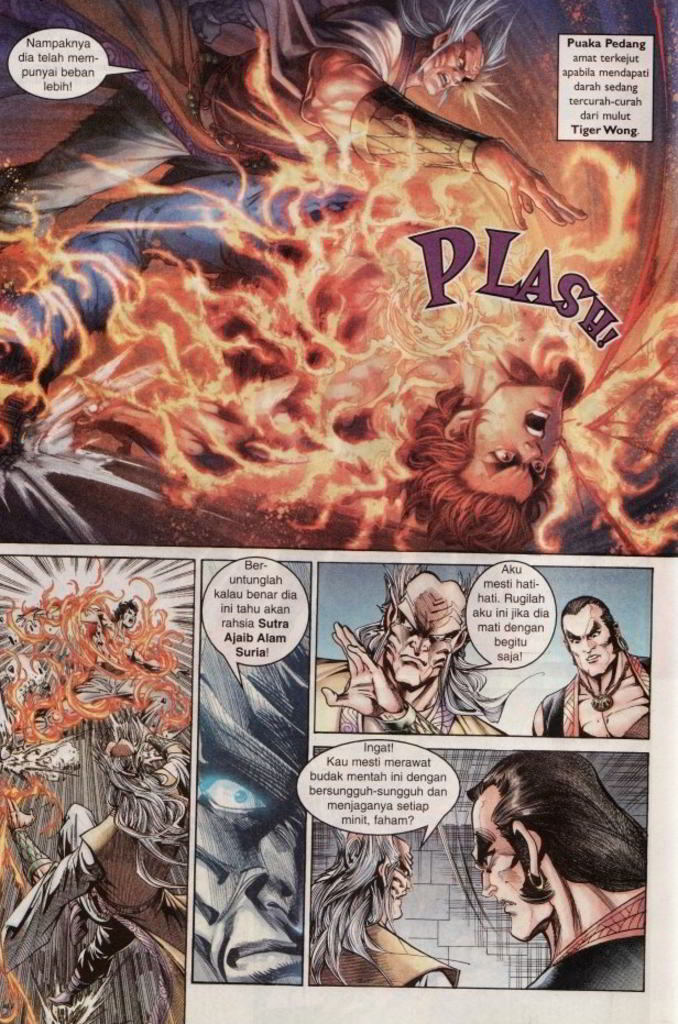 Nampaknya
dia telah mem-
punyai beban
lebih!
Puaka Pedang
amat terkejut
apabila mendapati
darah sedang
tercurah-curah
dari mulut
Tiger Wong.
PLASH!
Ber-
untunglah
kalau benar dia
ini tahu akan
rahsia Sutra
Ajaib Alam
Suria!
Aku
mesti hati-
hati. Rugilah
aku ini jika dia
mati dengan
begitu
saja!
Ingat!
Kau mesti merawat
budak mentah ini dengan
bersungguh-sungguh dan
menjaganya setiap
minit, faham?